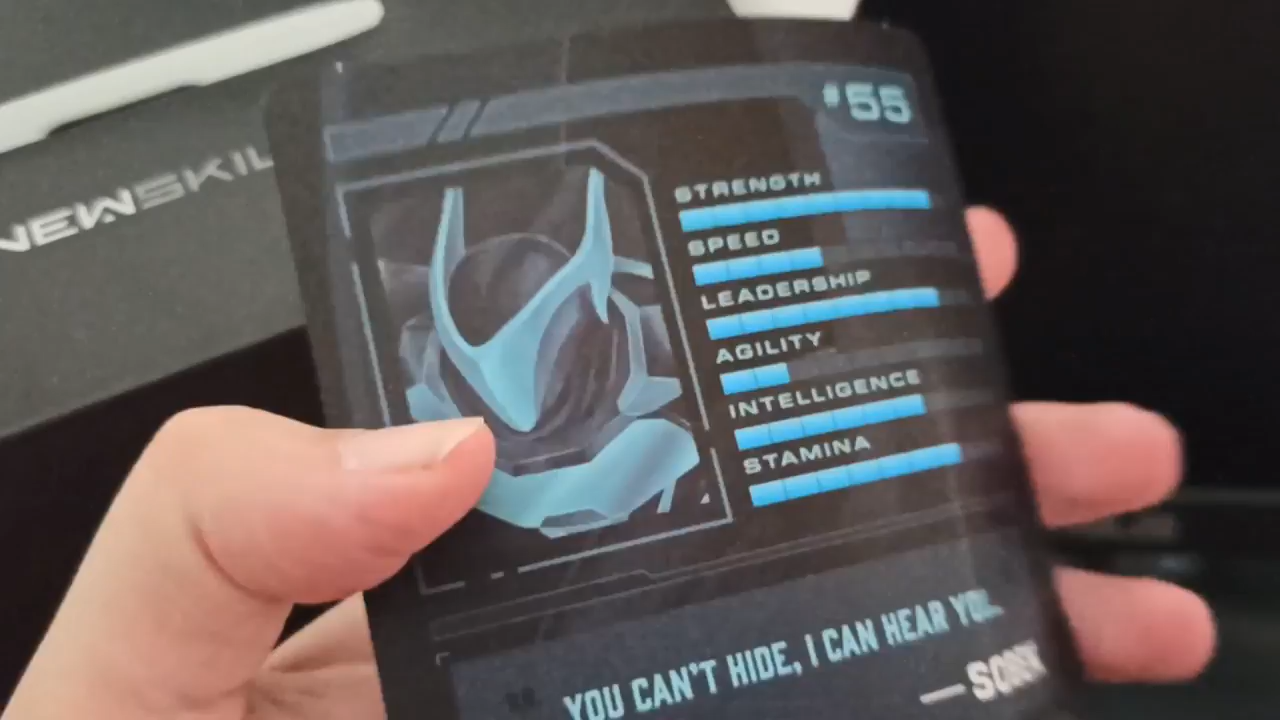 NEWSKIL
#55
STRENGTH
SPEED
LEADERSHIP
AGILITY
INTELLIGENCE
STAMINA
YOU CAN'T HIDE, I CAN HEAR YOU.